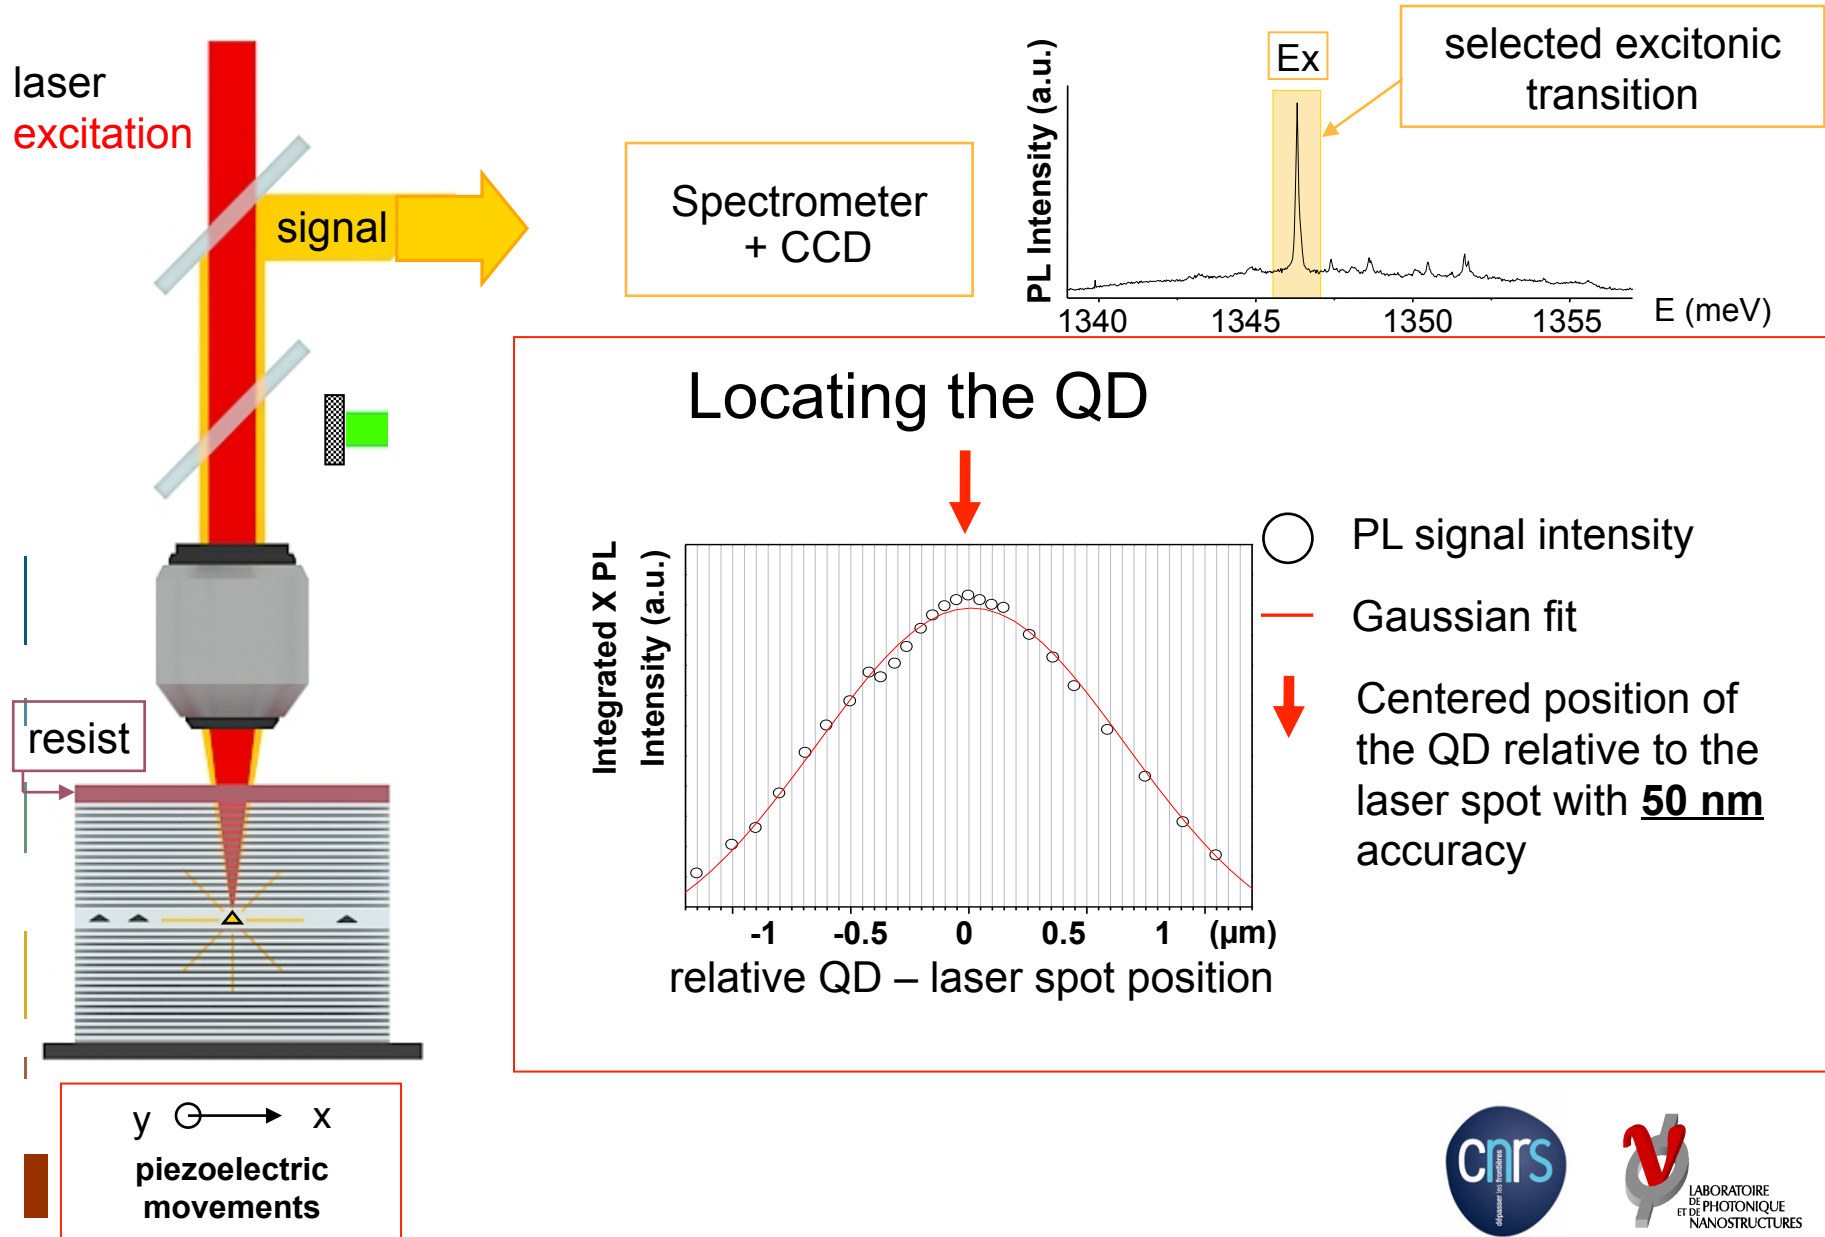 laser
excitation
signal
Spectrometer
+ CCD
PL Intensity (a.u.)
Ex
selected excitonic
transition
1340 1345 1350 1355 E (meV)
Locating the QD
Integrated X PL
Intensity (a.u.)
-1 -0.5 0 0.5 1 (µm)
relative QD – laser spot position
PL signal intensity
Gaussian fit
Centered position of
the QD relative to the
laser spot with 50 nm
accuracy
resist
y x
piezoelectric
movements
cnrs
dépasser les frontières
LABORATOIRE
DE PHOTONIQUE
ET DE NANOSTRUCTURES